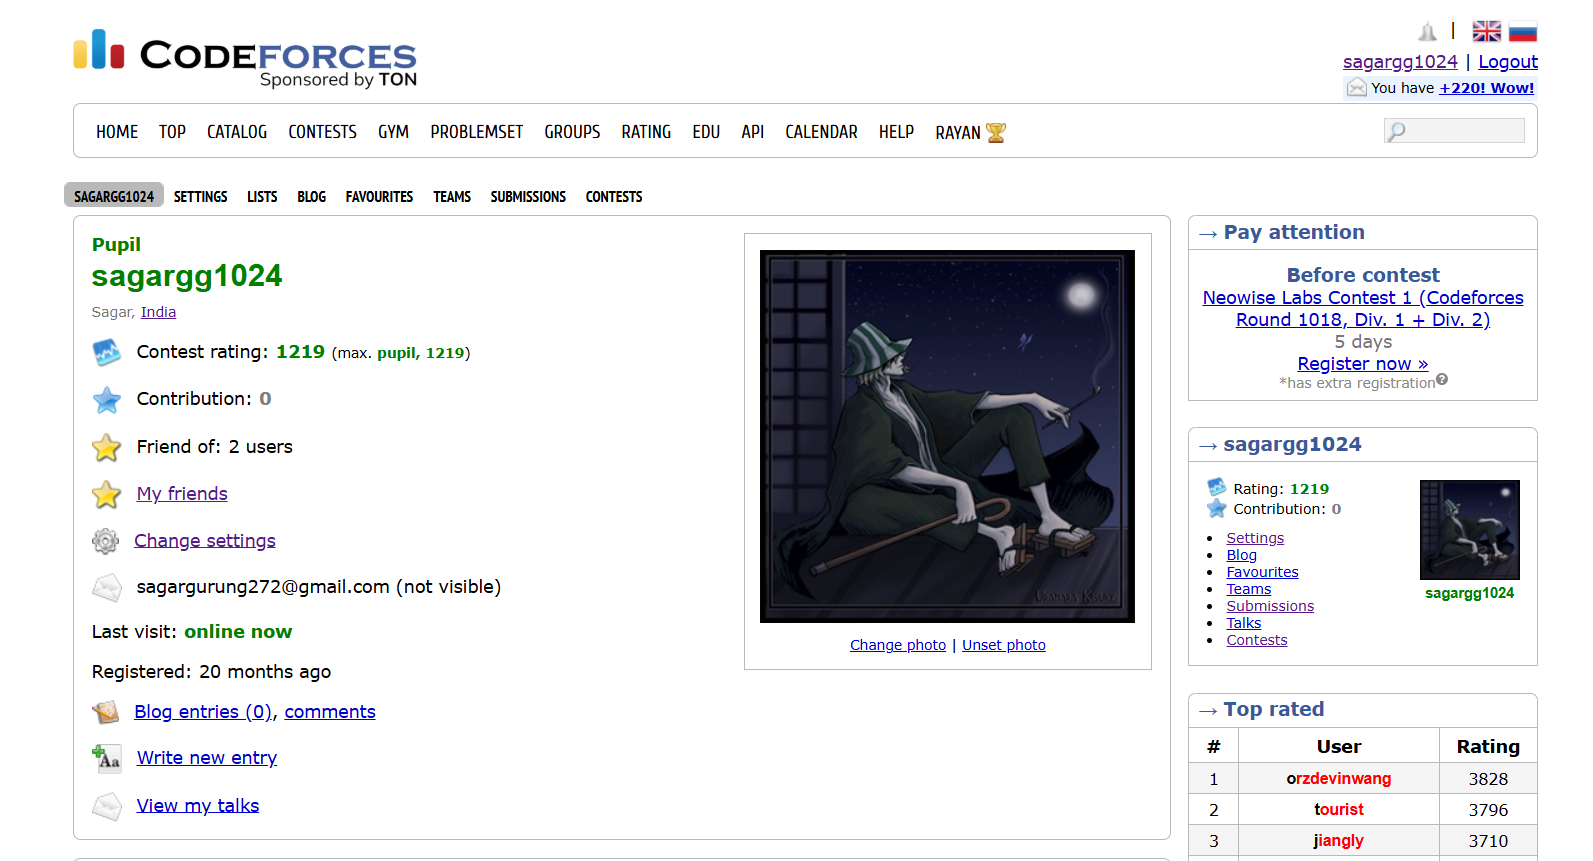 CODEFORCES
Sponsored by TON
|
sagargg1024 | Logout
You have +220! Wow!
HOME TOP CATALOG CONTESTS GYM PROBLEMSET GROUPS RATING EDU API CALENDAR HELP RAYAN
SAGARGG1024 SETTINGS LISTS BLOG FAVOURITES TEAMS SUBMISSIONS CONTESTS
Pupil
sagargg1024
Sagar, India
Contest rating: 1219 (max. pupil, 1219)
Contribution: 0
Friend of: 2 users
My friends
Change settings
sagargurung272@gmail.com (not visible)
Last visit: online now
Registered: 20 months ago
Blog entries (0), comments
Aa Write new entry
View my talks
Urahara Kisuke
Change photo | Unset photo
→ Pay attention
Before contest
Neowise Labs Contest 1 (Codeforces
Round 1018, Div. 1 + Div. 2)
5 days
Register now »
*has extra registration?
→ sagargg1024
Rating: 1219
Contribution: 0
• Settings
• Blog
• Favourites
• Teams
• Submissions
• Talks
• Contests
sagargg1024
→ Top rated
# User Rating
1 orzdevinwang 3828
2 tourist 3796
3 jiangly 3710